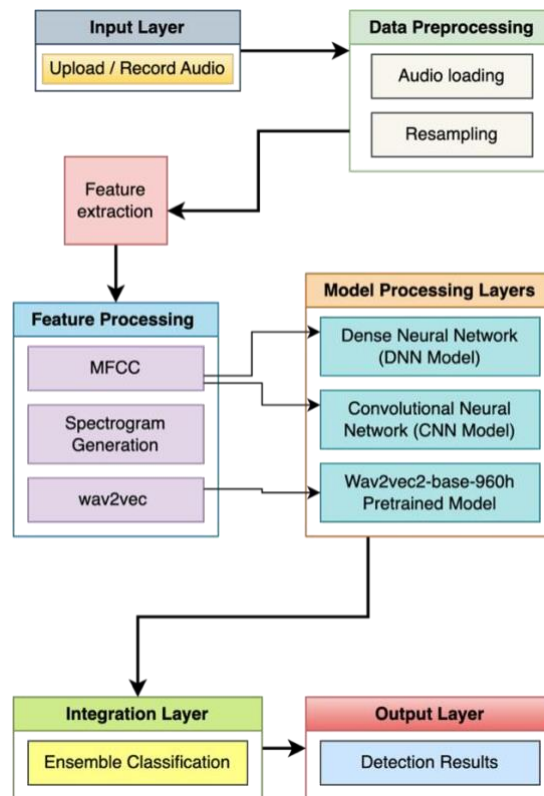 Input Layer
Upload / Record Audio
Data Preprocessing
Audio loading
Resampling
Feature
extraction
Feature Processing
MFCC
Spectrogram
Generation
wav2vec
Model Processing Layers
Dense Neural Network
(DNN Model)
Convolutional Neural
Network (CNN Model)
Wav2vec2-base-960h
Pretrained Model
Integration Layer
Ensemble Classification
Output Layer
Detection Results